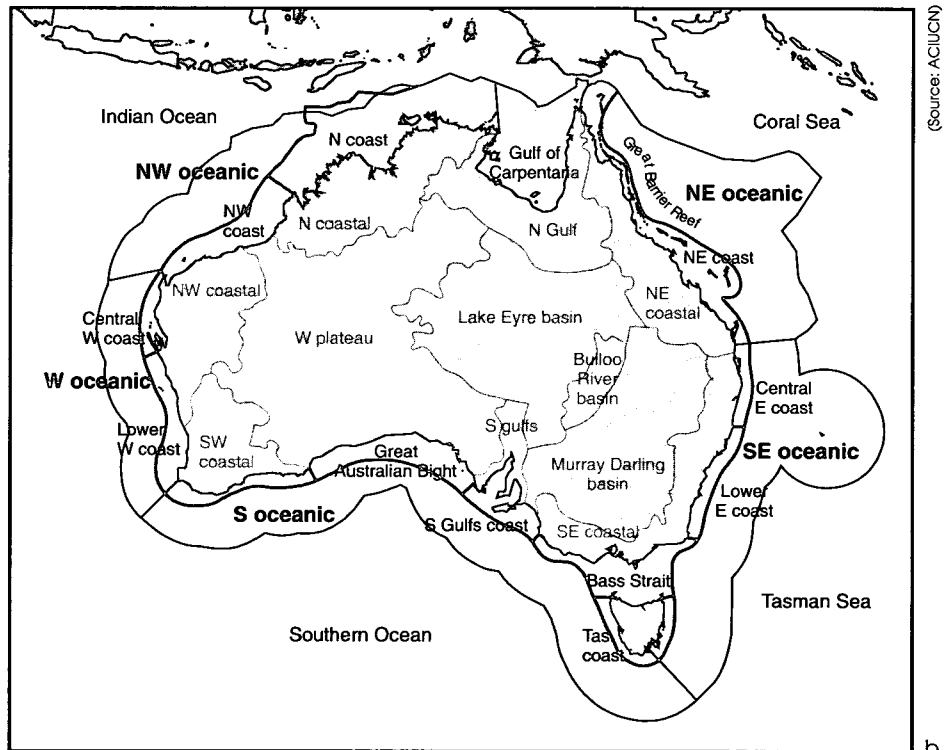 (Source: ACIUCN)
Indian Ocean
Coral Sea
N coast
Gulf of
Carpentaria
Great Barrier Reef
NW oceanic
NE oceanic
NW
coast
N coastal
N Gulf
NE coast
NW coastal
NE
coastal
Central
W coast
W plateau
Lake Eyre basin
Bulloo
River
basin
W oceanic
Central
E coast
Lower
W coast
SW
coastal
S gulfs
Great
Australian Bight
Murray Darling
basin
SE oceanic
Lower
E coast
S oceanic
S Gulfs coast
SE coastal
Bass Strait
Tasman Sea
Southern Ocean
Tas
coast
b